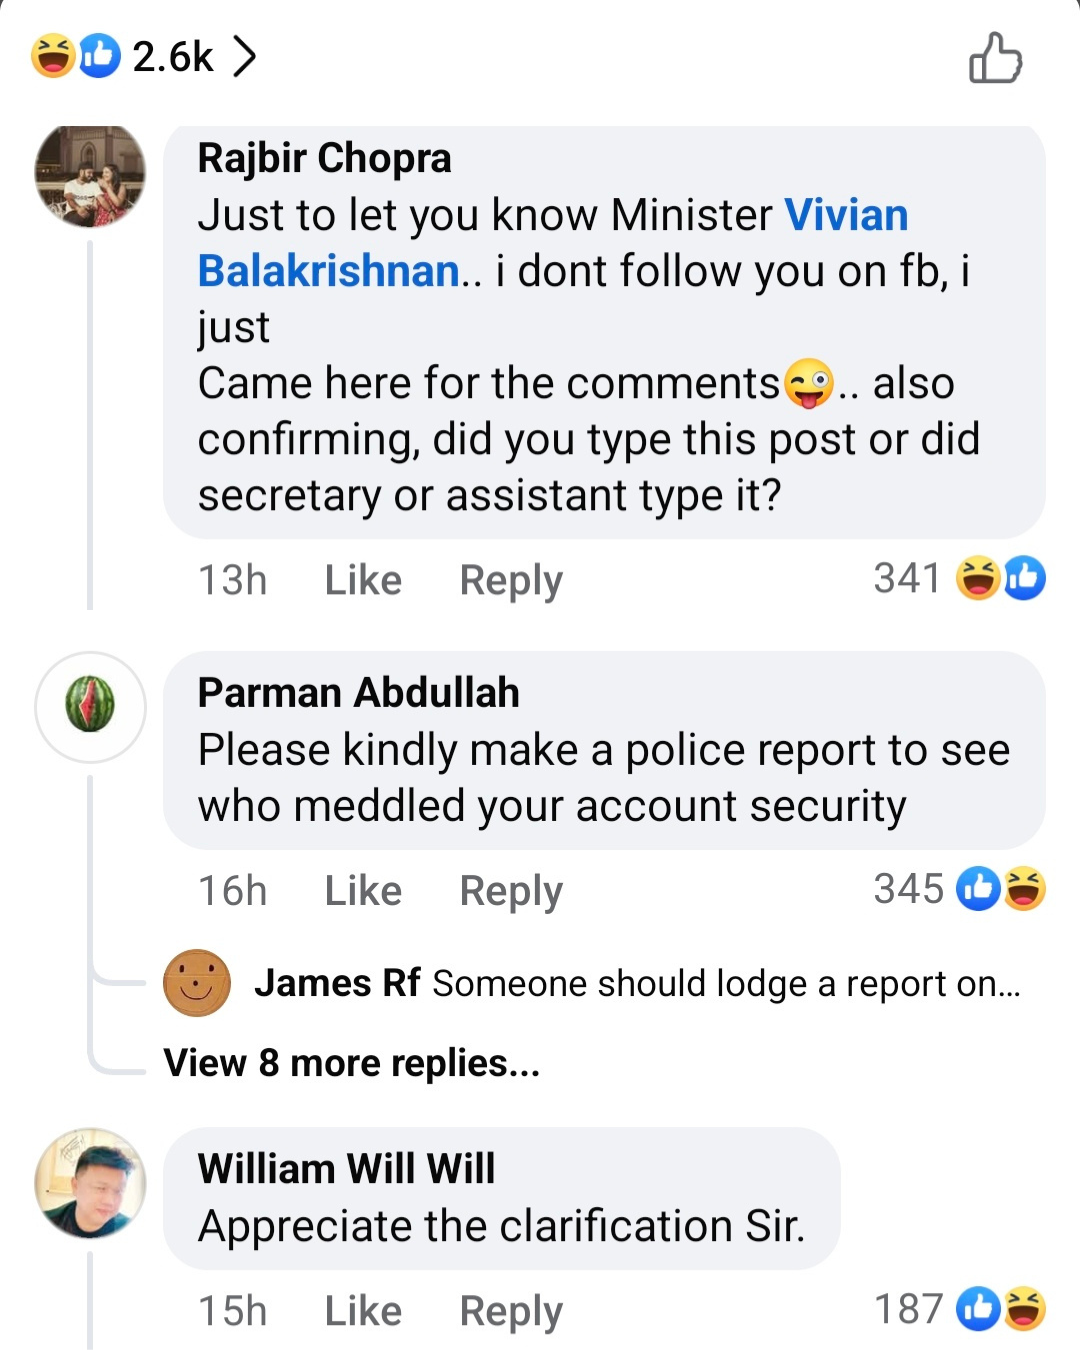 2.6k
Rajbir Chopra
Just to let you know Minister Vivian
Balakrishnan.. i dont follow you on fb, i
just
Came here for the comments😜.. also
confirming, did you type this post or did
secretary or assistant type it?
13h Like Reply 341
Parman Abdullah
Please kindly make a police report to see
who meddled your account security
16h Like Reply 345
James Rf Someone should lodge a report on...
View 8 more replies...
William Will Will
Appreciate the clarification Sir.
15h Like Reply 187